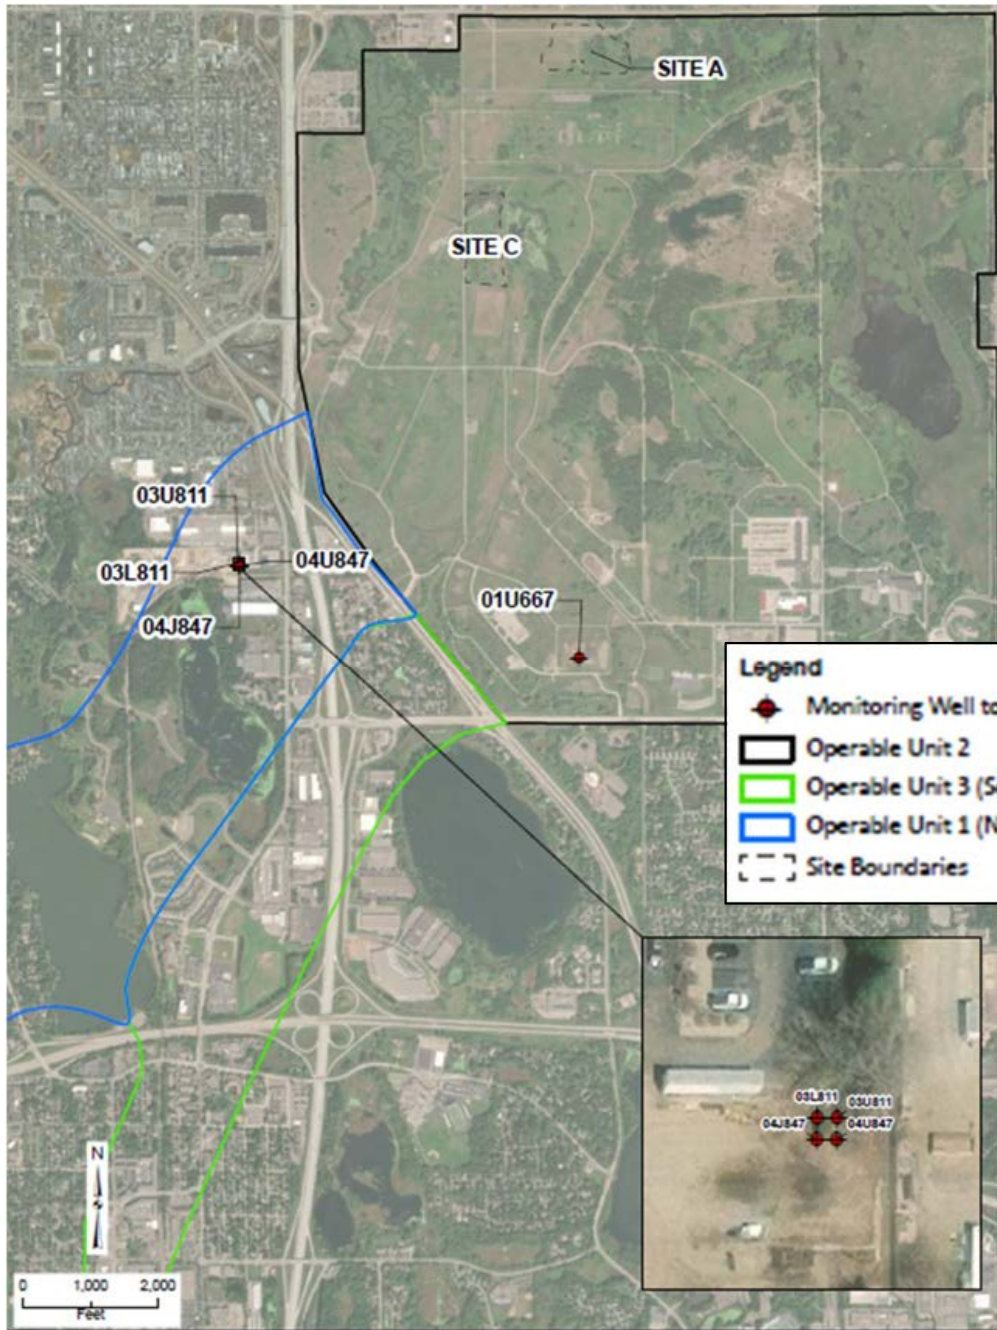 SITE A
SITE C
03U811
03L811
04U847
04J847
01U667
Legend
Monitoring Well to
Operable Unit 2
Operable Unit 3 (S
Operable Unit 1 (N
Site Boundaries
03L811
03U811
04J847
04U847
N
0 1,000 2,000
Feet